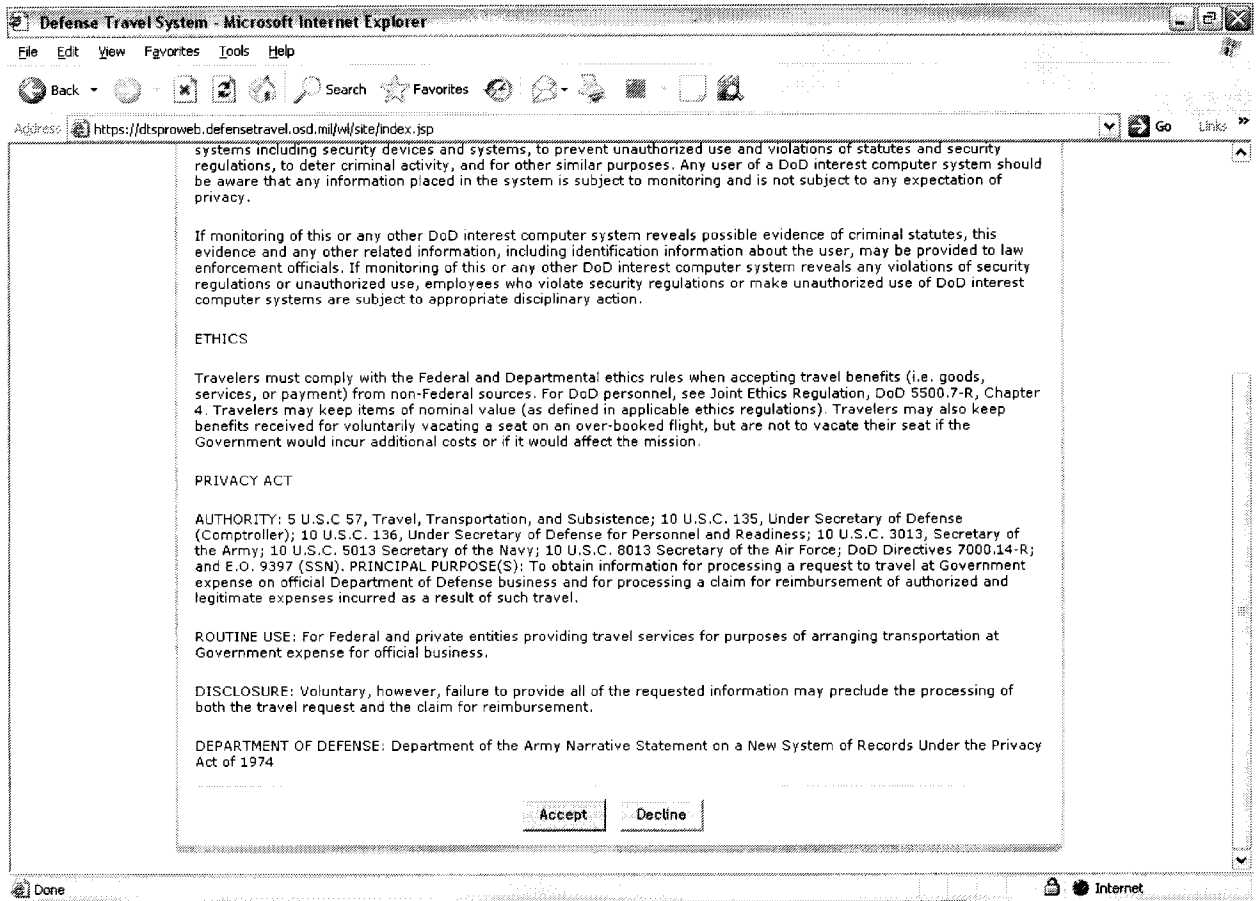 Defense Travel System - Microsoft Internet Explorer
File Edit View Favorites Tools Help
Back Search Favorites
Address https://dtsproweb.defensetravel.osd.mil/wl/site/index.jsp Go Links »
systems including security devices and systems, to prevent unauthorized use and violations of statutes and security
regulations, to deter criminal activity, and for other similar purposes. Any user of a DoD interest computer system should
be aware that any information placed in the system is subject to monitoring and is not subject to any expectation of
privacy.
If monitoring of this or any other DoD interest computer system reveals possible evidence of criminal statutes, this
evidence and any other related information, including identification information about the user, may be provided to law
enforcement officials. If monitoring of this or any other DoD interest computer system reveals any violations of security
regulations or unauthorized use, employees who violate security regulations or make unauthorized use of DoD interest
computer systems are subject to appropriate disciplinary action.
ETHICS
Travelers must comply with the Federal and Departmental ethics rules when accepting travel benefits (i.e. goods,
services, or payment) from non-Federal sources. For DoD personnel, see Joint Ethics Regulation, DoD 5500.7-R, Chapter
4. Travelers may keep items of nominal value (as defined in applicable ethics regulations). Travelers may also keep
benefits received for voluntarily vacating a seat on an over-booked flight, but are not to vacate their seat if the
Government would incur additional costs or if it would affect the mission.
PRIVACY ACT
AUTHORITY: 5 U.S.C 57, Travel, Transportation, and Subsistence; 10 U.S.C. 135, Under Secretary of Defense
(Comptroller); 10 U.S.C. 136, Under Secretary of Defense for Personnel and Readiness; 10 U.S.C. 3013, Secretary of
the Army; 10 U.S.C. 5013 Secretary of the Navy; 10 U.S.C. 8013 Secretary of the Air Force; DoD Directives 7000.14-R;
and E.O. 9397 (SSN). PRINCIPAL PURPOSE(S): To obtain information for processing a request to travel at Government
expense on official Department of Defense business and for processing a claim for reimbursement of authorized and
legitimate expenses incurred as a result of such travel.
ROUTINE USE: For Federal and private entities providing travel services for purposes of arranging transportation at
Government expense for official business.
DISCLOSURE: Voluntary, however, failure to provide all of the requested information may preclude the processing of
both the travel request and the claim for reimbursement.
DEPARTMENT OF DEFENSE: Department of the Army Narrative Statement on a New System of Records Under the Privacy
Act of 1974
Accept Decline
Done Internet